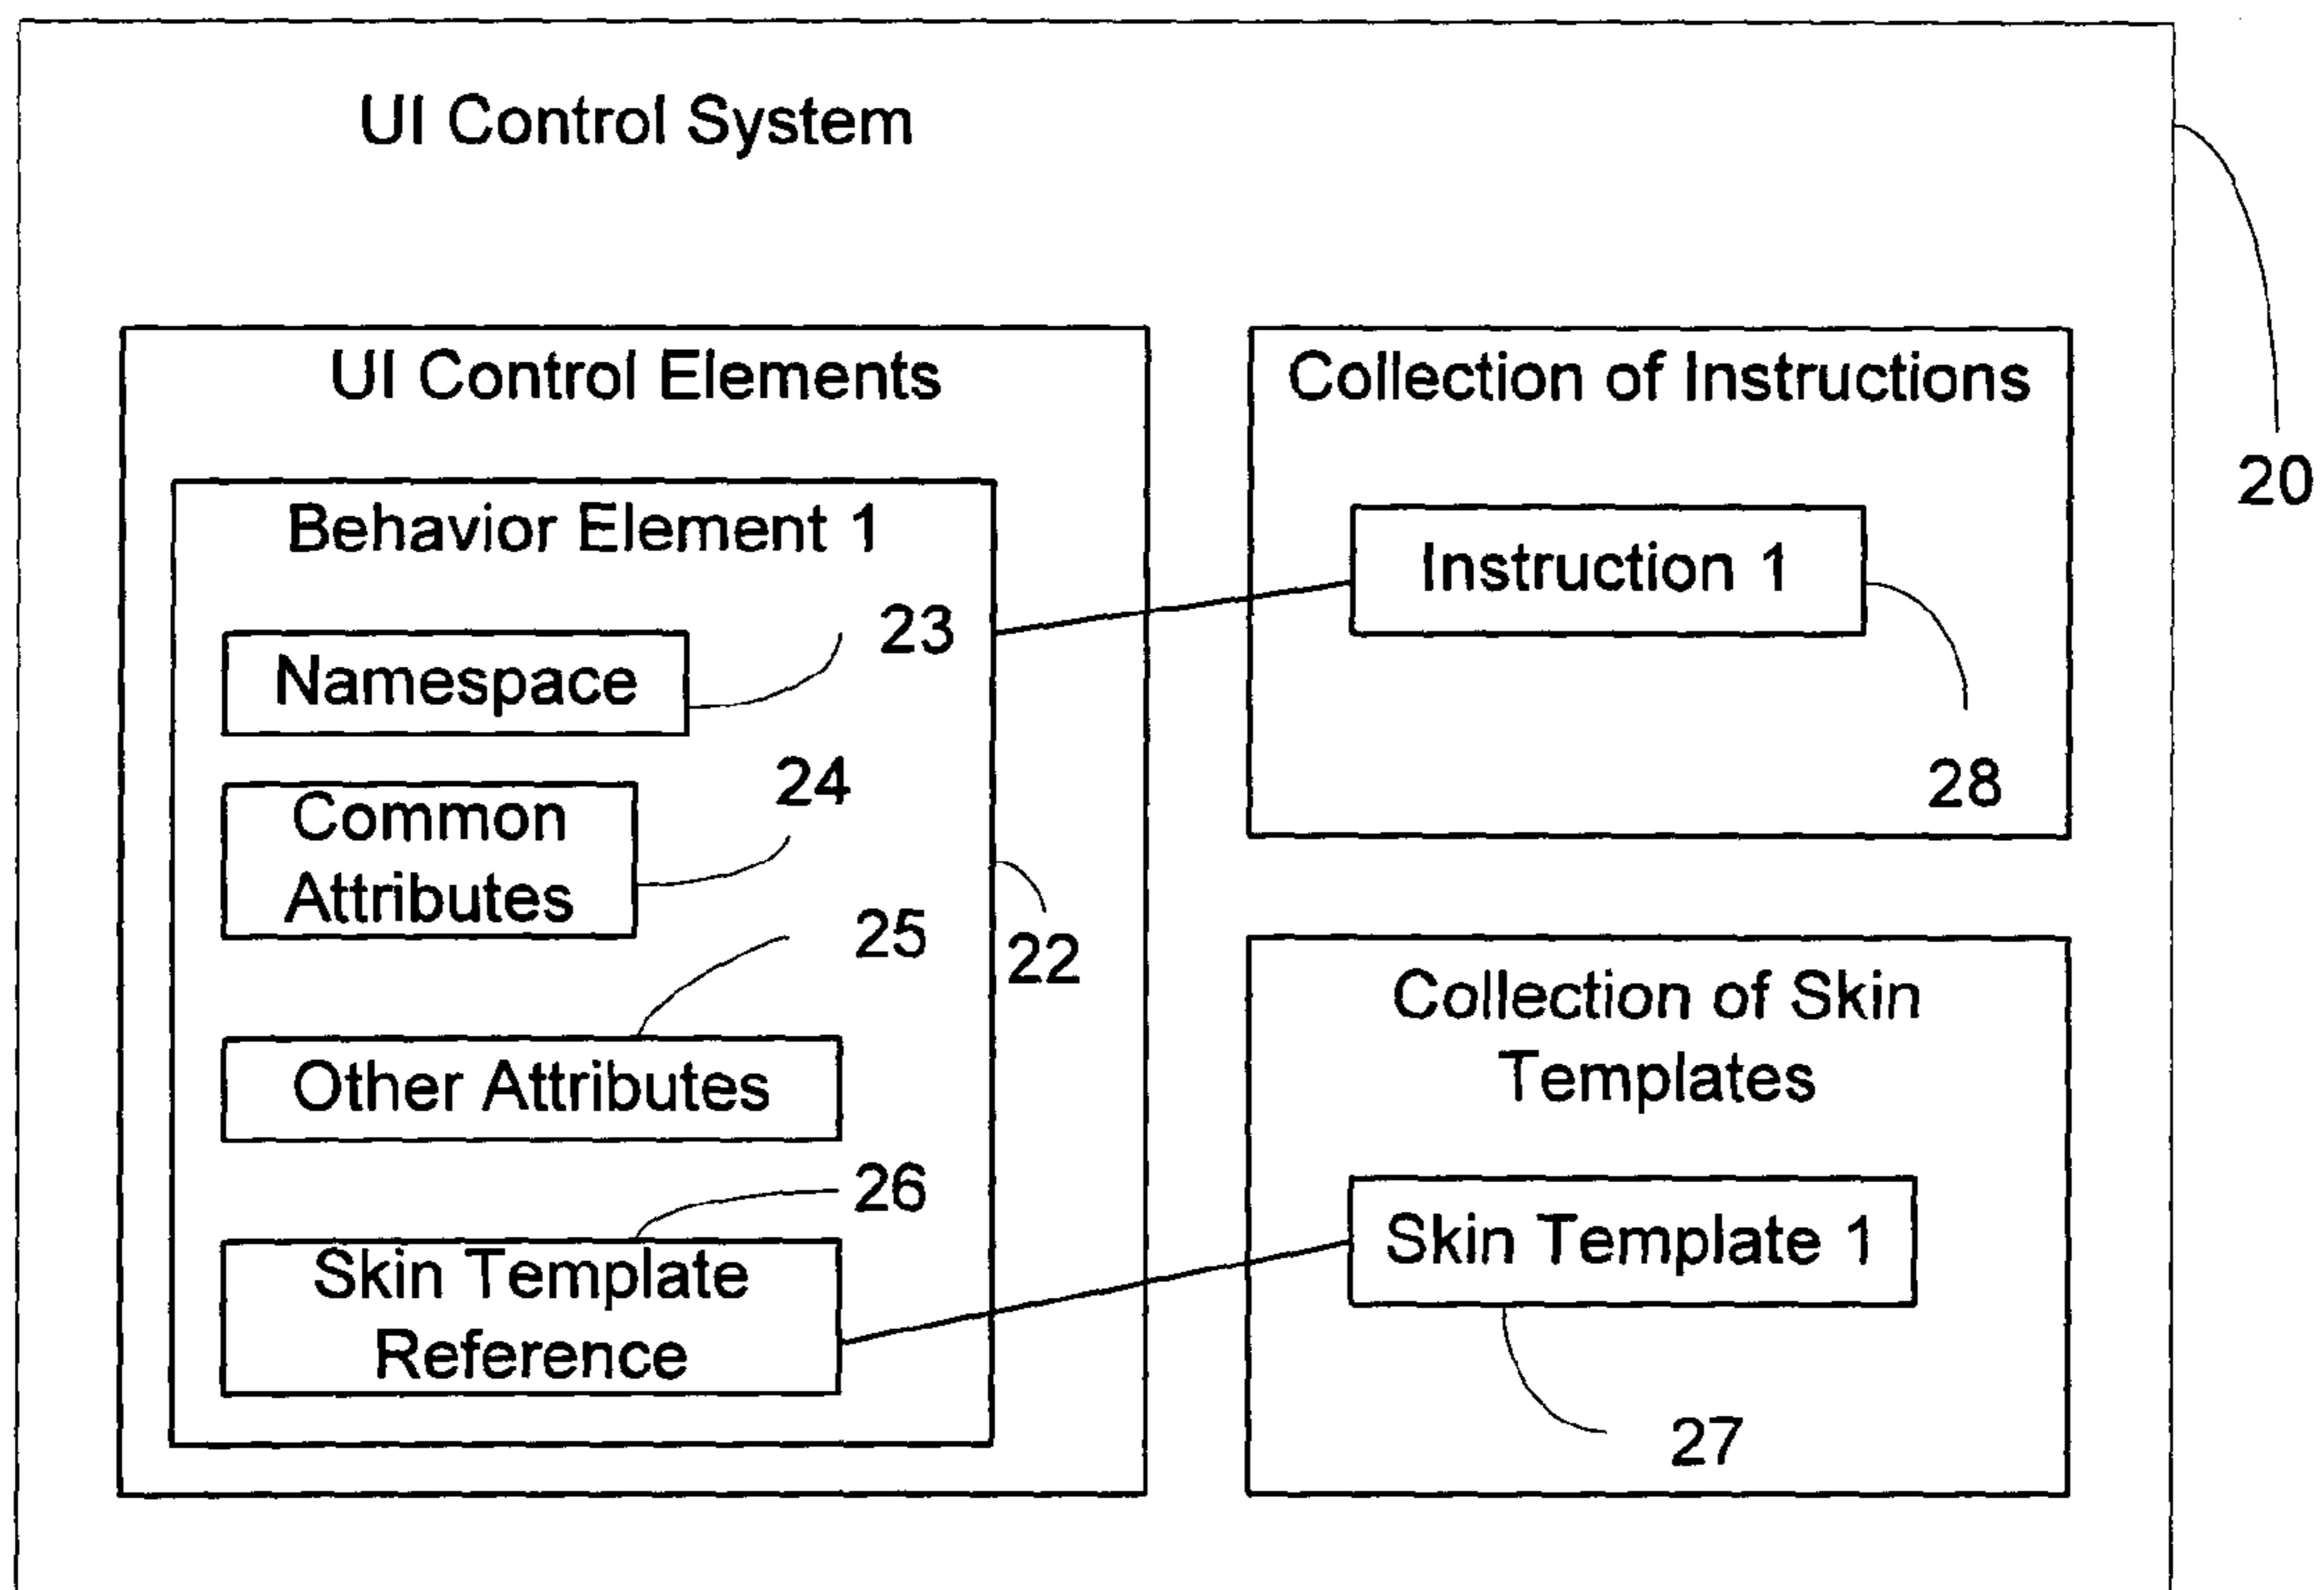 UI Control System
UI Control Elements
Behavior Element 1
Namespace
23
Common
Attributes
24
25
Other Attributes
26
Skin Template
Reference
22
Collection of Instructions
Instruction 1
28
Collection of Skin
Templates
Skin Template 1
27
20